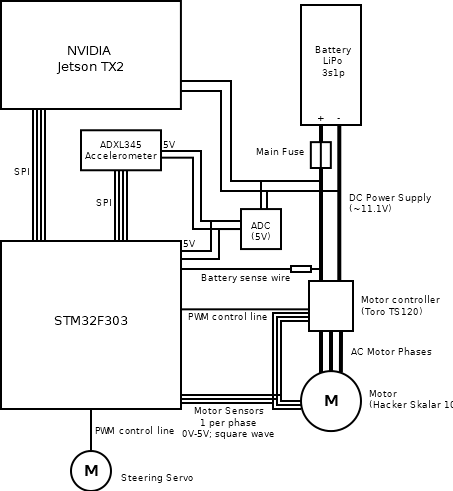 NVIDIA
Jetson TX2
Battery
LiPo
3s1p
+ -
ADXL345
Accelerometer
5V
Main Fuse
SPI
SPI
DC Power Supply
(~11.1V)
ADC
(5V)
5V
Battery sense wire
STM32F303
PWM control line
Motor controller
(Toro TS120)
AC Motor Phases
M
Motor
(Hacker Skalar 10
Motor Sensors
1 per phase
0V-5V; square wave
PWM control line
M
Steering Servo